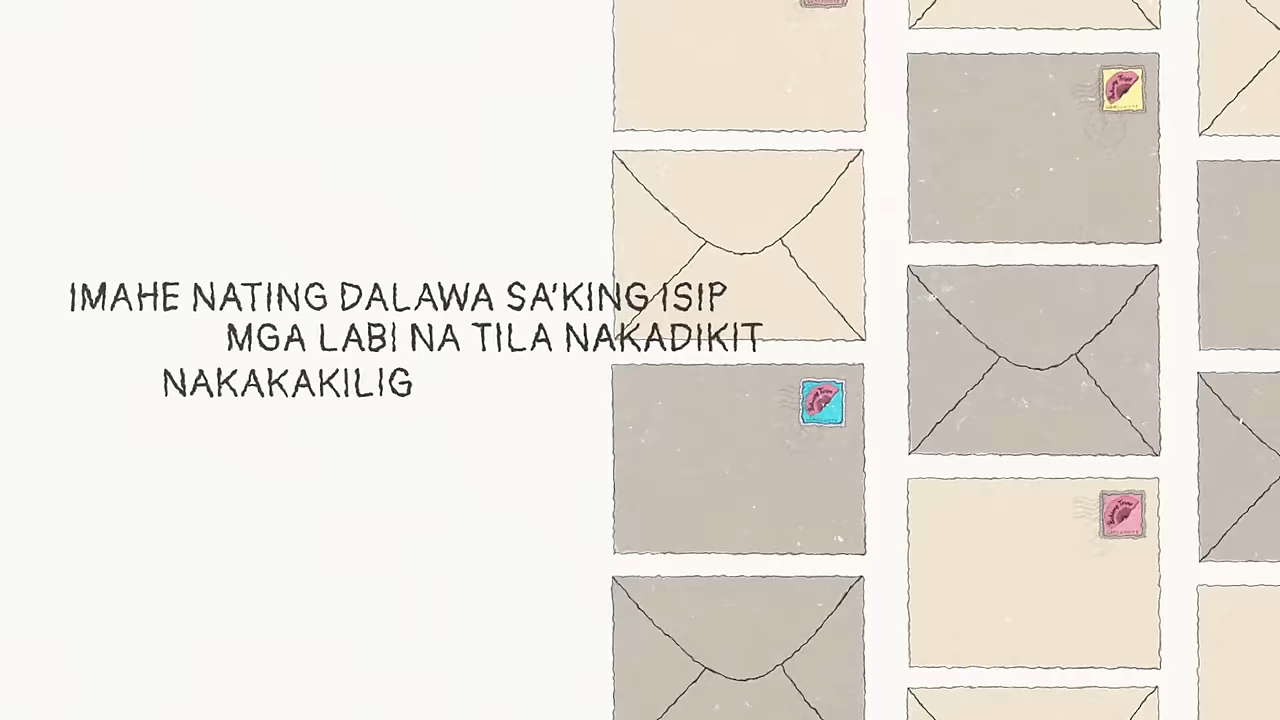 IMAHE NATING DALAWA SA'KING ISIP
MGA LABI NA TILA NAKADIKIT
NAKAKAKILIG